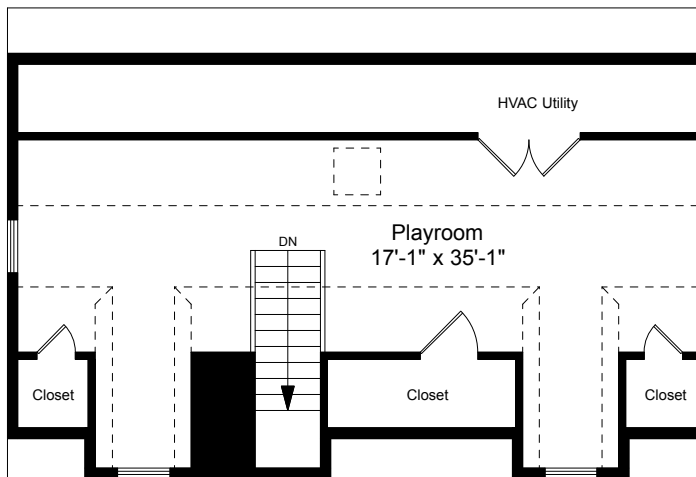 HVAC Utility
DN
Playroom
17'-1" x 35'-1"
Closet
Closet
Closet